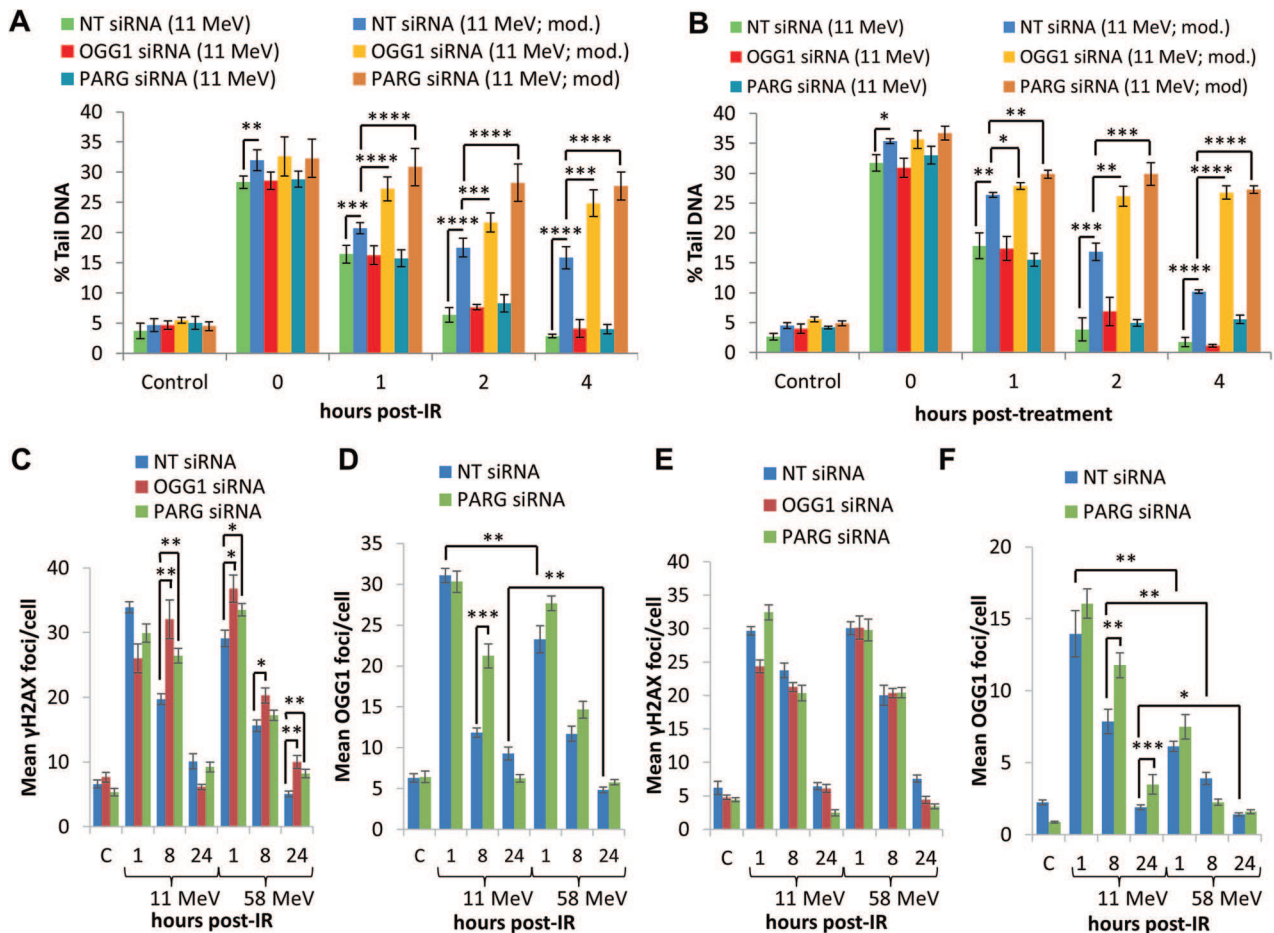 A
NT siRNA (11 MeV)
NT siRNA (11 MeV; mod.)
OGG1 siRNA (11 MeV)
OGG1 siRNA (11 MeV; mod.)
PARG siRNA (11 MeV)
PARG siRNA (11 MeV; mod)
% Tail DNA
40
35
30
25
20
15
10
5
0
**
***
****
****
****
***
****
****
***
****
Control 0 1 2 4
hours post-IR
B
NT siRNA (11 MeV)
NT siRNA (11 MeV; mod.)
OGG1 siRNA (11 MeV)
OGG1 siRNA (11 MeV; mod.)
PARG siRNA (11 MeV)
PARG siRNA (11 MeV; mod)
% Tail DNA
40
35
30
25
20
15
10
5
0
*
**
*
**
***
**
***
****
****
****
Control 0 1 2 4
hours post-treatment
C
NT siRNA
OGG1 siRNA
PARG siRNA
Mean γH2AX foci/cell
40
30
20
10
0
**
**
*
*
*
**
**
C 1 8 24 1 8 24
11 MeV 58 MeV
hours post-IR
D
NT siRNA
PARG siRNA
Mean OGG1 foci/cell
35
30
25
20
15
10
5
0
**
**
***
C 1 8 24 1 8 24
11 MeV 58 MeV
hours post-IR
E
NT siRNA
OGG1 siRNA
PARG siRNA
Mean γH2AX foci/cell
40
35
30
25
20
15
10
5
0
C 1 8 24 1 8 24
11 MeV 58 MeV
hours post-IR
F
NT siRNA
PARG siRNA
Mean OGG1 foci/cell
20
15
10
5
0
**
**
**
*
***
C 1 8 24 1 8 24
11 MeV 58 MeV
hours post-IR